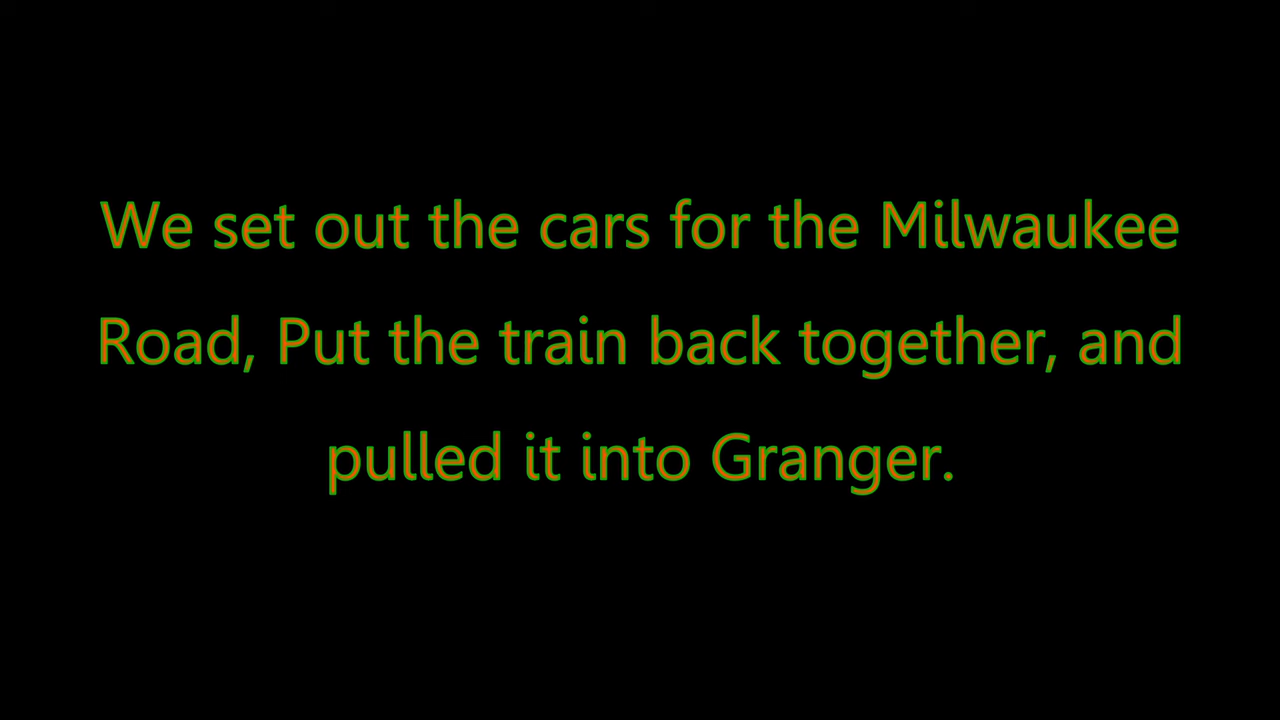 We set out the cars for the Milwaukee
Road, Put the train back together, and
pulled it into Granger.